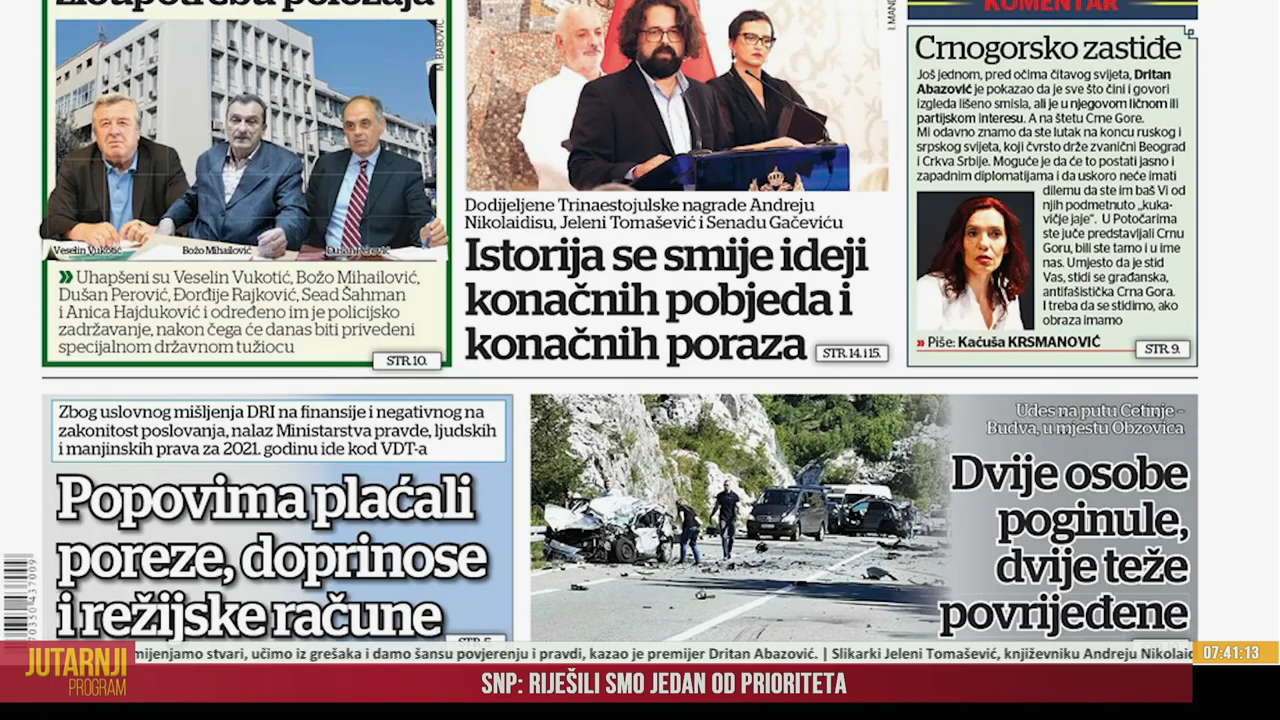 zloupotreba položaja
M. BABOVIĆ
Veselin Vukotić
Božo Mihailović
Dušan Perović
» Uhapšeni su Veselin Vukotić, Božo Mihailović,
Dušan Perović, Đorđije Rajković, Sead Šahman
i Anica Hajduković i određeno im je policijsko
zadržavanje, nakon čega će danas biti privedeni
specijalnom državnom tužiocu
STR 10.
Dodijeljene Trinaestojulske nagrade Andreju
Nikolaidisu, Jeleni Tomašević i Senadu Gačeviću
Istorija se smije ideji
konačnih pobjeda i
konačnih poraza
STR. 14. i 15.
KOMENTAR
Crnogorsko zastiđe
Još jednom, pred očima čitavog svijeta, Dritan
Abazović je pokazao da je sve što čini i govori
izgleda lišeno smisla, ali je u njegovom ličnom ili
partijskom interesu. A na štetu Crne Gore.
Mi odavno znamo da ste lutak na koncu ruskog i
srpskog svijeta, koji čvrsto drže zvanični Beograd
i Crkva Srbije. Moguće je da će to postati jasno i
zapadnim diplomatijama i da uskoro neće imati
dilemu da ste im baš Vi od
njih podmetnuto „kuka-
vičje jaje“. U Potočarima
ste juče predstavljali Crnu
Goru, bili ste tamo i u ime
nas. Umjesto da je stid
Vas, stidi se građanska,
antifašistička Crna Gora.
I treba da se stidimo, ako
obraza imamo
» Piše: Kaćuša KRSMANOVIĆ
STR 9.
Zbog uslovnog mišljenja DRI na finansije i negativnog na
zakonitost poslovanja, nalaz Ministarstva pravde, ljudskih
i manjinskih prava za 2021. godinu ide kod VDT-a
Popovima plaćali
poreze, doprinose
i režijske račune
Udes na putu Cetinje –
Budva, u mjestu Obzovica
Dvije osobe
poginule,
dvije teže
povrijeđene
mijenjamo stvari, učimo iz grešaka i damo šansu povjerenju i pravdi, kazao je premijer Dritan Abazović. | Slikarki Jeleni Tomašević, književniku Andreju Nikolaid
07:41:13
JUTARNJI
PROGRAM
SNP: RIJEŠILI SMO JEDAN OD PRIORITETA